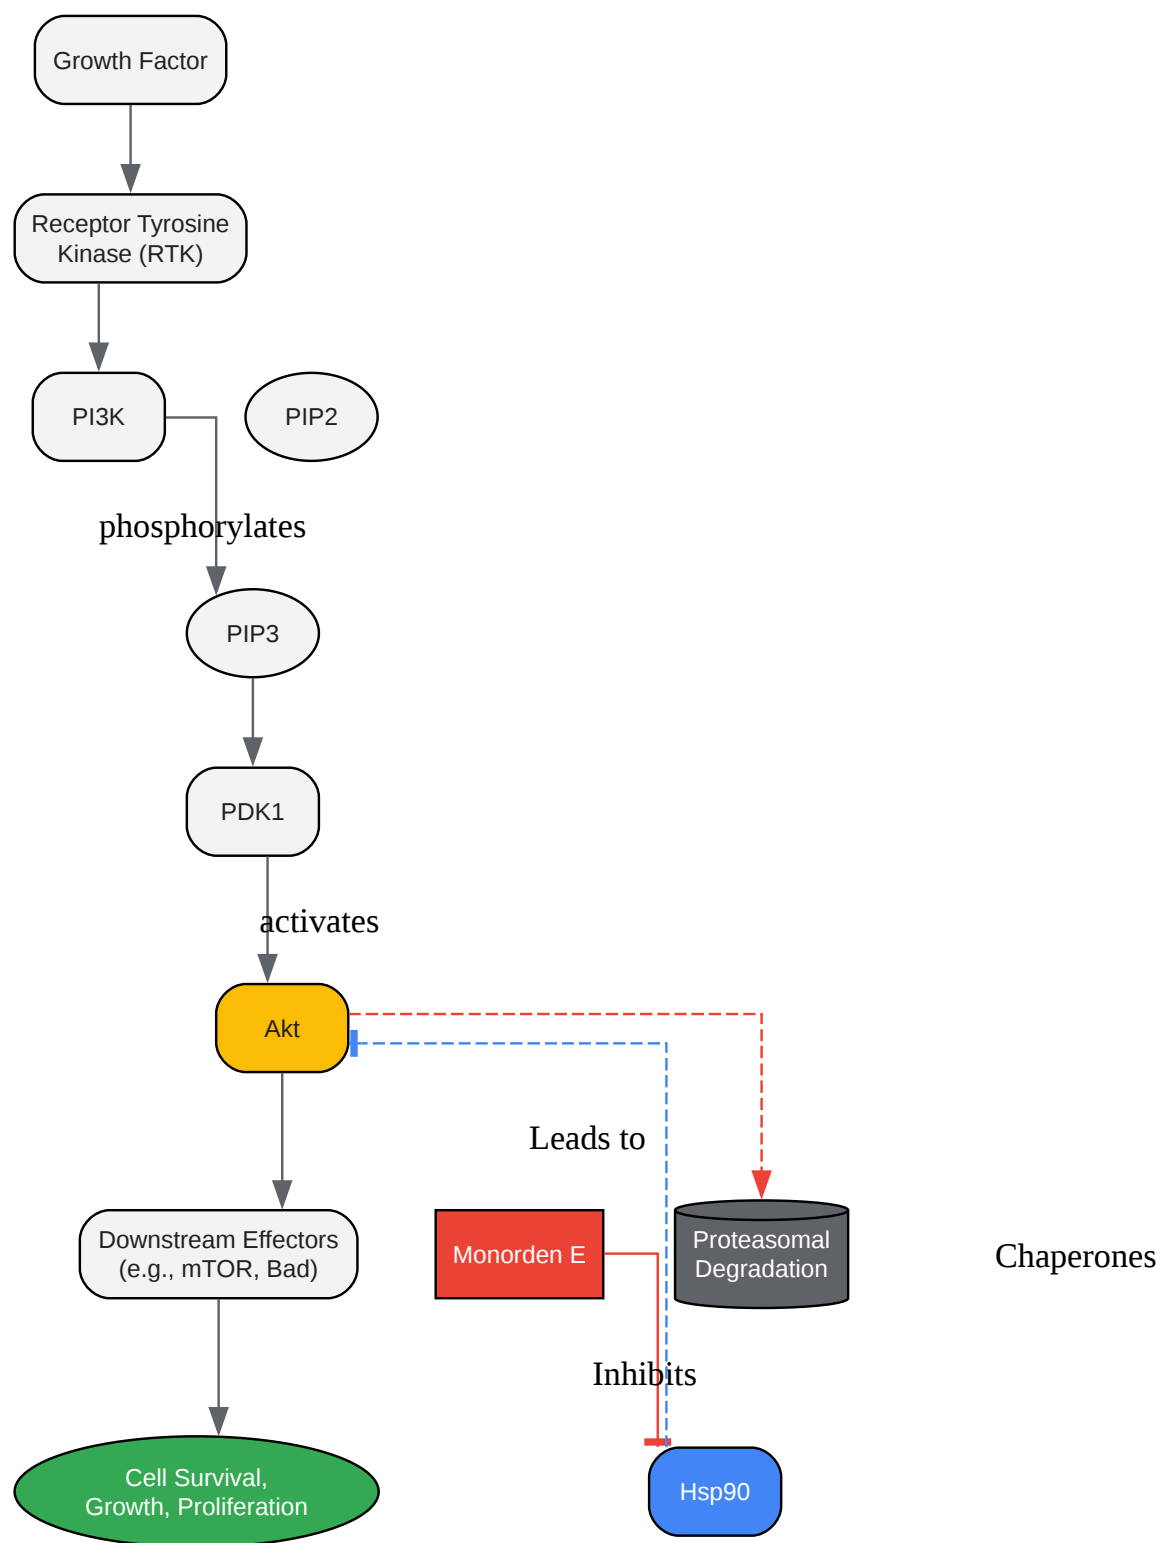 Growth Factor
Receptor Tyrosine
Kinase (RTK)
PI3K
PIP2
phosphorylates
PIP3
PDK1
activates
Akt
Leads to
Downstream Effectors
(e.g., mTOR, Bad)
Monorden E
Proteasomal
Degradation
Chaperones
Inhibits
Cell Survival,
Growth, Proliferation
Hsp90